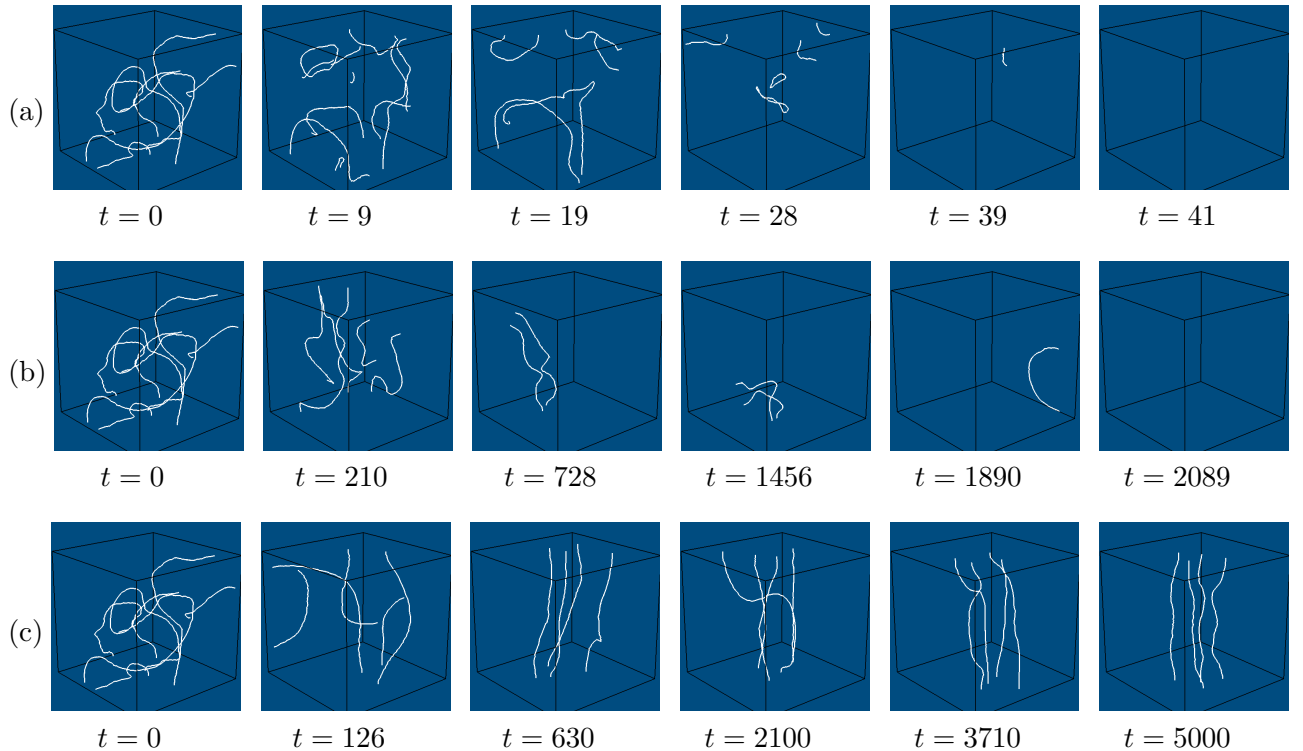 (a)
t = 0 t = 9 t = 19 t = 28 t = 39 t = 41
(b)
t = 0 t = 210 t = 728 t = 1456 t = 1890 t = 2089
(c)
t = 0 t = 126 t = 630 t = 2100 t = 3710 t = 5000